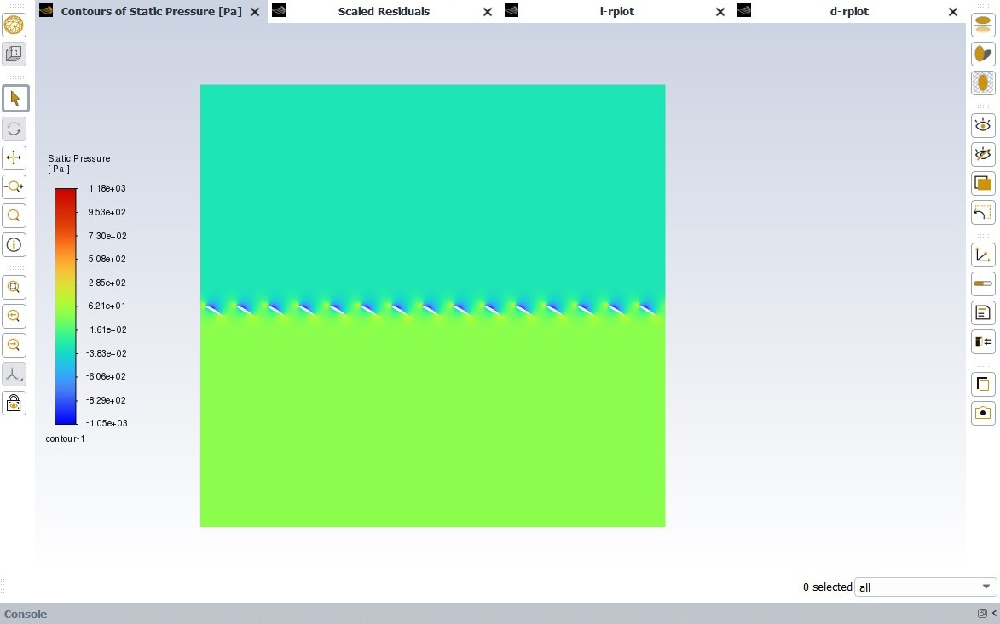 Contours of Static Pressure [Pa]
Scaled Residuals
l-rplot
d-rplot
Static Pressure
[ Pa ]
1.18e+03
9.53e+02
7.30e+02
5.08e+02
2.85e+02
6.21e+01
-1.61e+02
-3.83e+02
-6.06e+02
-8.29e+02
-1.05e+03
contour-1
0 selected all
Console